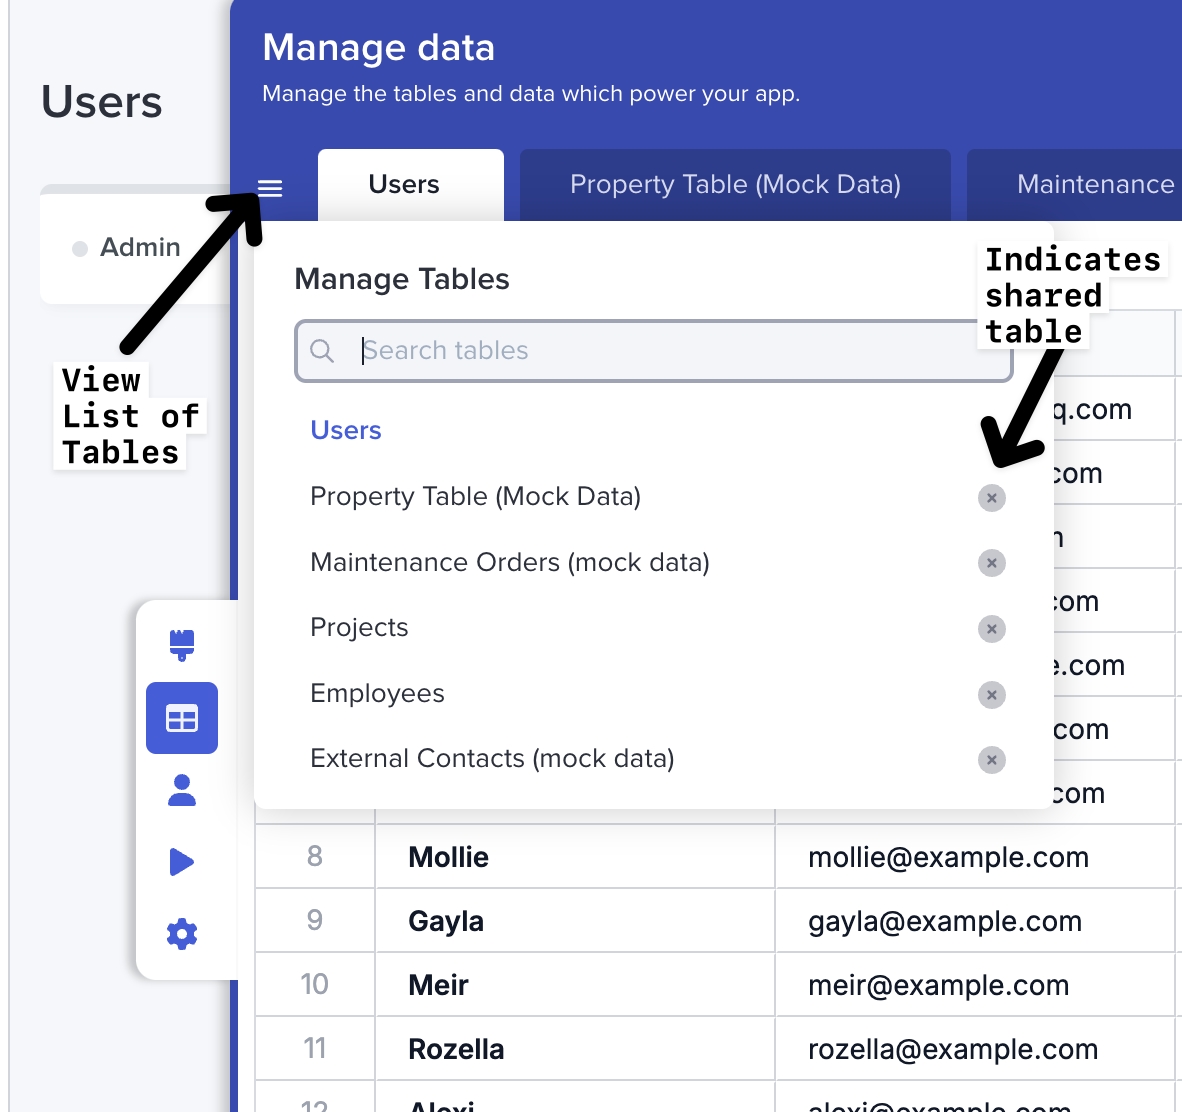 Manage data
Manage the tables and data which power your app.
Users
Users
Property Table (Mock Data)
Maintenance
Admin
Manage Tables
Indicates
shared
table
Search tables
View
List of
Tables
Users
q.com
Property Table (Mock Data)
com
Maintenance Orders (mock data)
Projects
com
Employees
e.com
External Contacts (mock data)
com
com
8 Mollie mollie@example.com
9 Gayla gayla@example.com
10 Meir meir@example.com
11 Rozella rozella@example.com
12 Alexi alexi@example.com